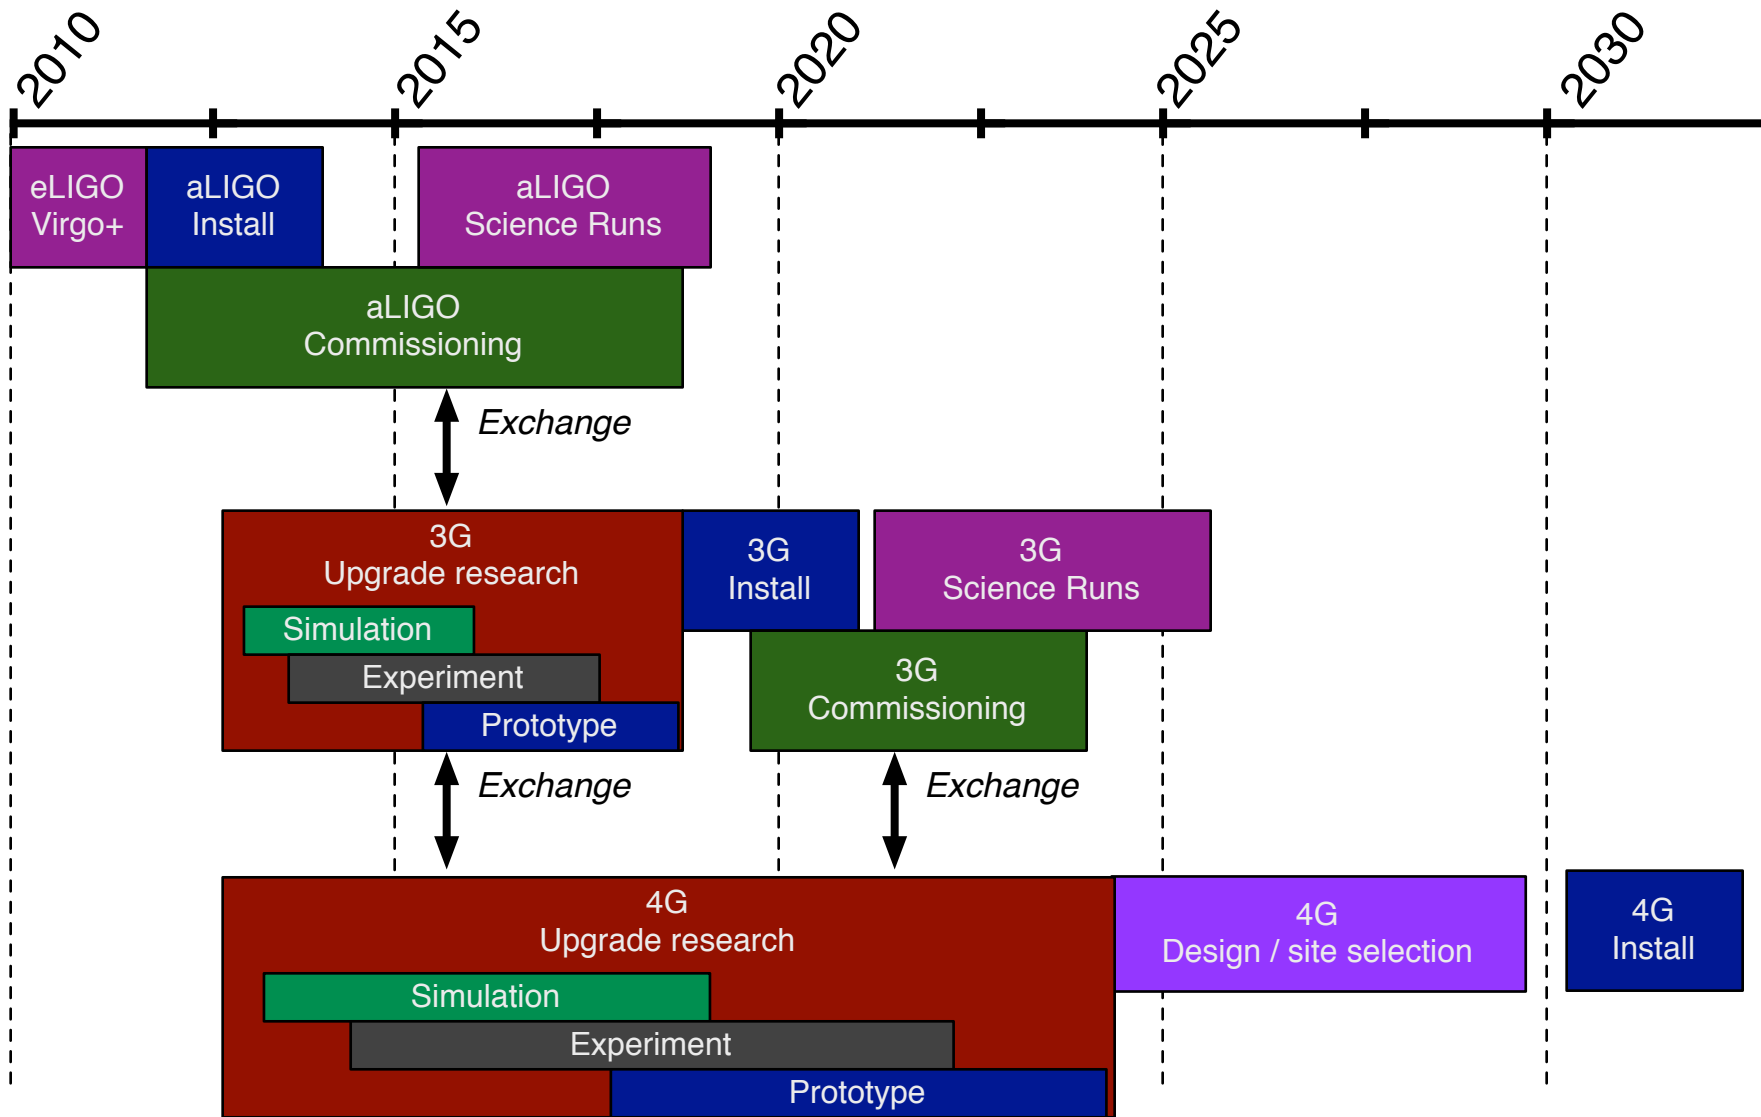 2010
2015
2020
2025
2030
eLIGO
Virgo+
aLIGO
Install
aLIGO
Science Runs
aLIGO
Commissioning
Exchange
3G
Upgrade research
Simulation
Experiment
Prototype
3G
Install
3G
Science Runs
3G
Commissioning
Exchange
Exchange
4G
Upgrade research
Simulation
Experiment
Prototype
4G
Design / site selection
4G
Install